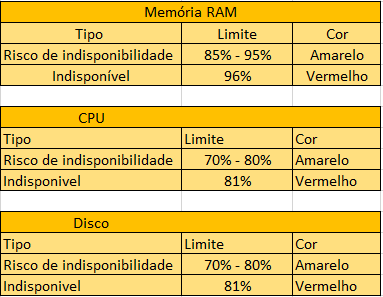 Memória RAM
Tipo Limite Cor
Risco de indisponibilidade 85% - 95% Amarelo
Indisponível 96% Vermelho
CPU
Tipo Limite Cor
Risco de indisponibilidade 70% - 80% Amarelo
Indisponivel 81% Vermelho
Disco
Tipo Limite Cor
Risco de indisponibilidade 70% - 80% Amarelo
Indisponivel 81% Vermelho